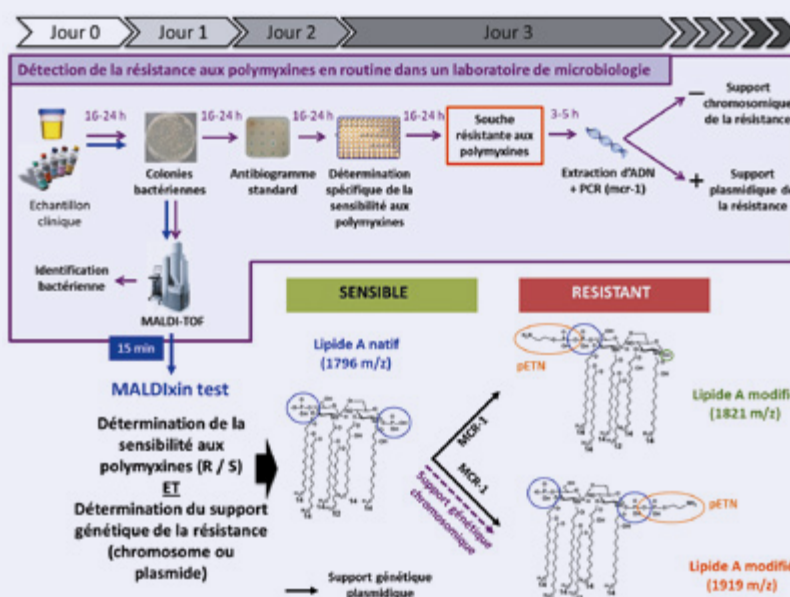 Jour 0
Jour 1
Jour 2
Jour 3
Détection de la résistance aux polymyxines en routine dans un laboratoire de microbiologie
16-24 h
16-24 h
16-24 h
16-24 h
3-5 h
Echantillon
clinique
Colonies
bactériennes
Antibiogramme
standard
Détermination
spécifique de la
sensibilité aux
polymyxines
Souche
résistante aux
polymyxines
Extraction d'ADN
+ PCR (mcr-1)
−
Support
chromosomique
de la résistance
+
Support
plasmidique de
la résistance
Identification
bactérienne
MALDI-TOF
15 min
MALDIxin test
Détermination de la
sensibilité aux
polymyxines (R / S)
ET
Détermination du support
génétique de la résistance
(chromosome ou
plasmide)
SENSIBLE
RESISTANT
Lipide A natif
(1796 m/z)
MCR-1
MCR-1
Support génétique
chromosomique
pETN
Lipide A modifié
(1821 m/z)
pETN
Lipide A modifié
(1919 m/z)
Support génétique
plasmidique